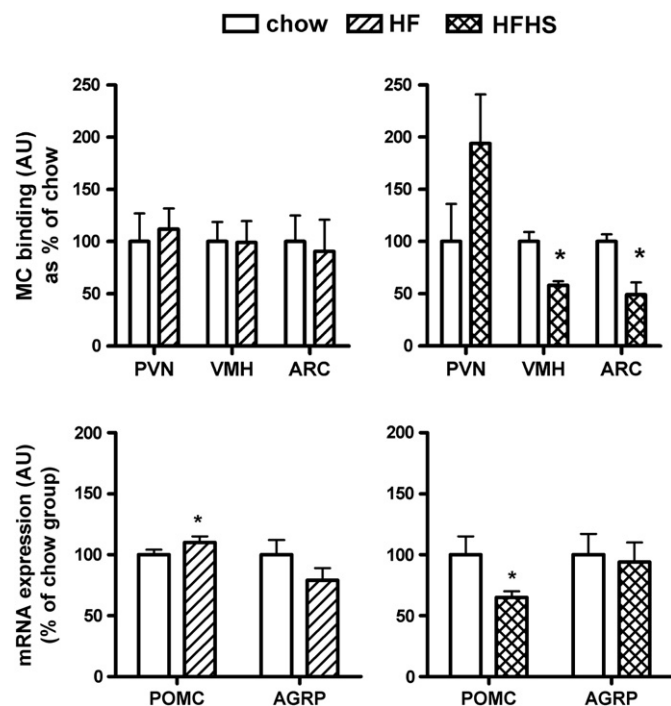 chow HF HFHS
MC binding (AU)
as % of chow
250
200
150
100
50
0
PVN VMH ARC
250
200
150
100
50
0
* *
PVN VMH ARC
mRNA expression (AU)
(% of chow group)
200
150
100
50
0
*
POMC AGRP
200
150
100
50
0
*
POMC AGRP